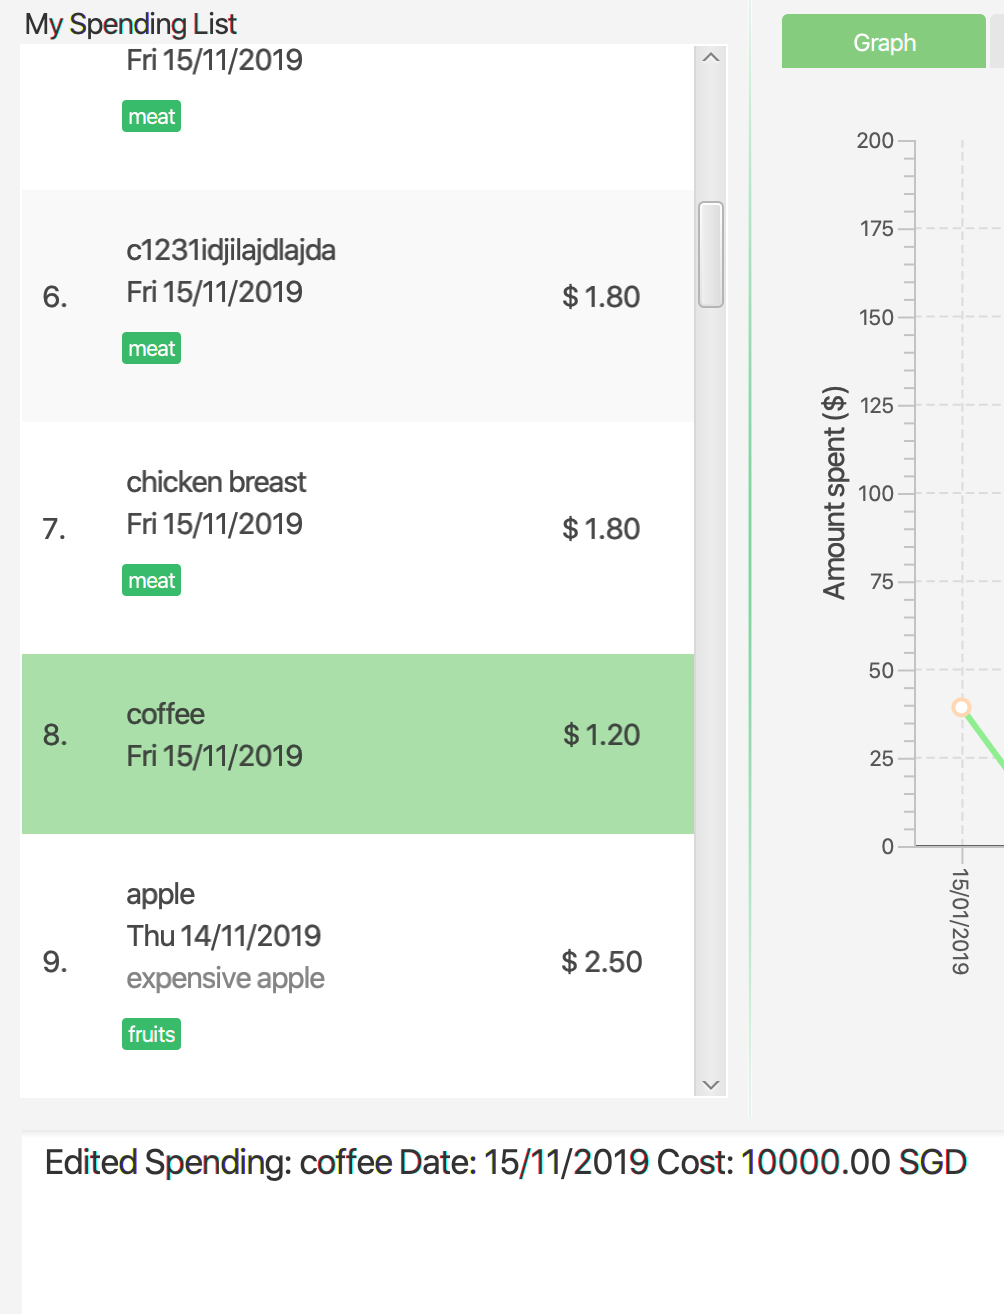 My Spending List
Fri 15/11/2019
meat
c1231idjilajdlajda
6.
Fri 15/11/2019
$ 1.80
meat
chicken breast
7.
Fri 15/11/2019
$ 1.80
meat
coffee
8.
$ 1.20
Fri 15/11/2019
apple
Thu 14/11/2019
9.
$ 2.50
expensive apple
fruits
Graph
200
175
150
125
100
75
50
25
0
Amount spent ($)
15/01/2019
Edited Spending: coffee Date: 15/11/2019 Cost: 10000.00 SGD